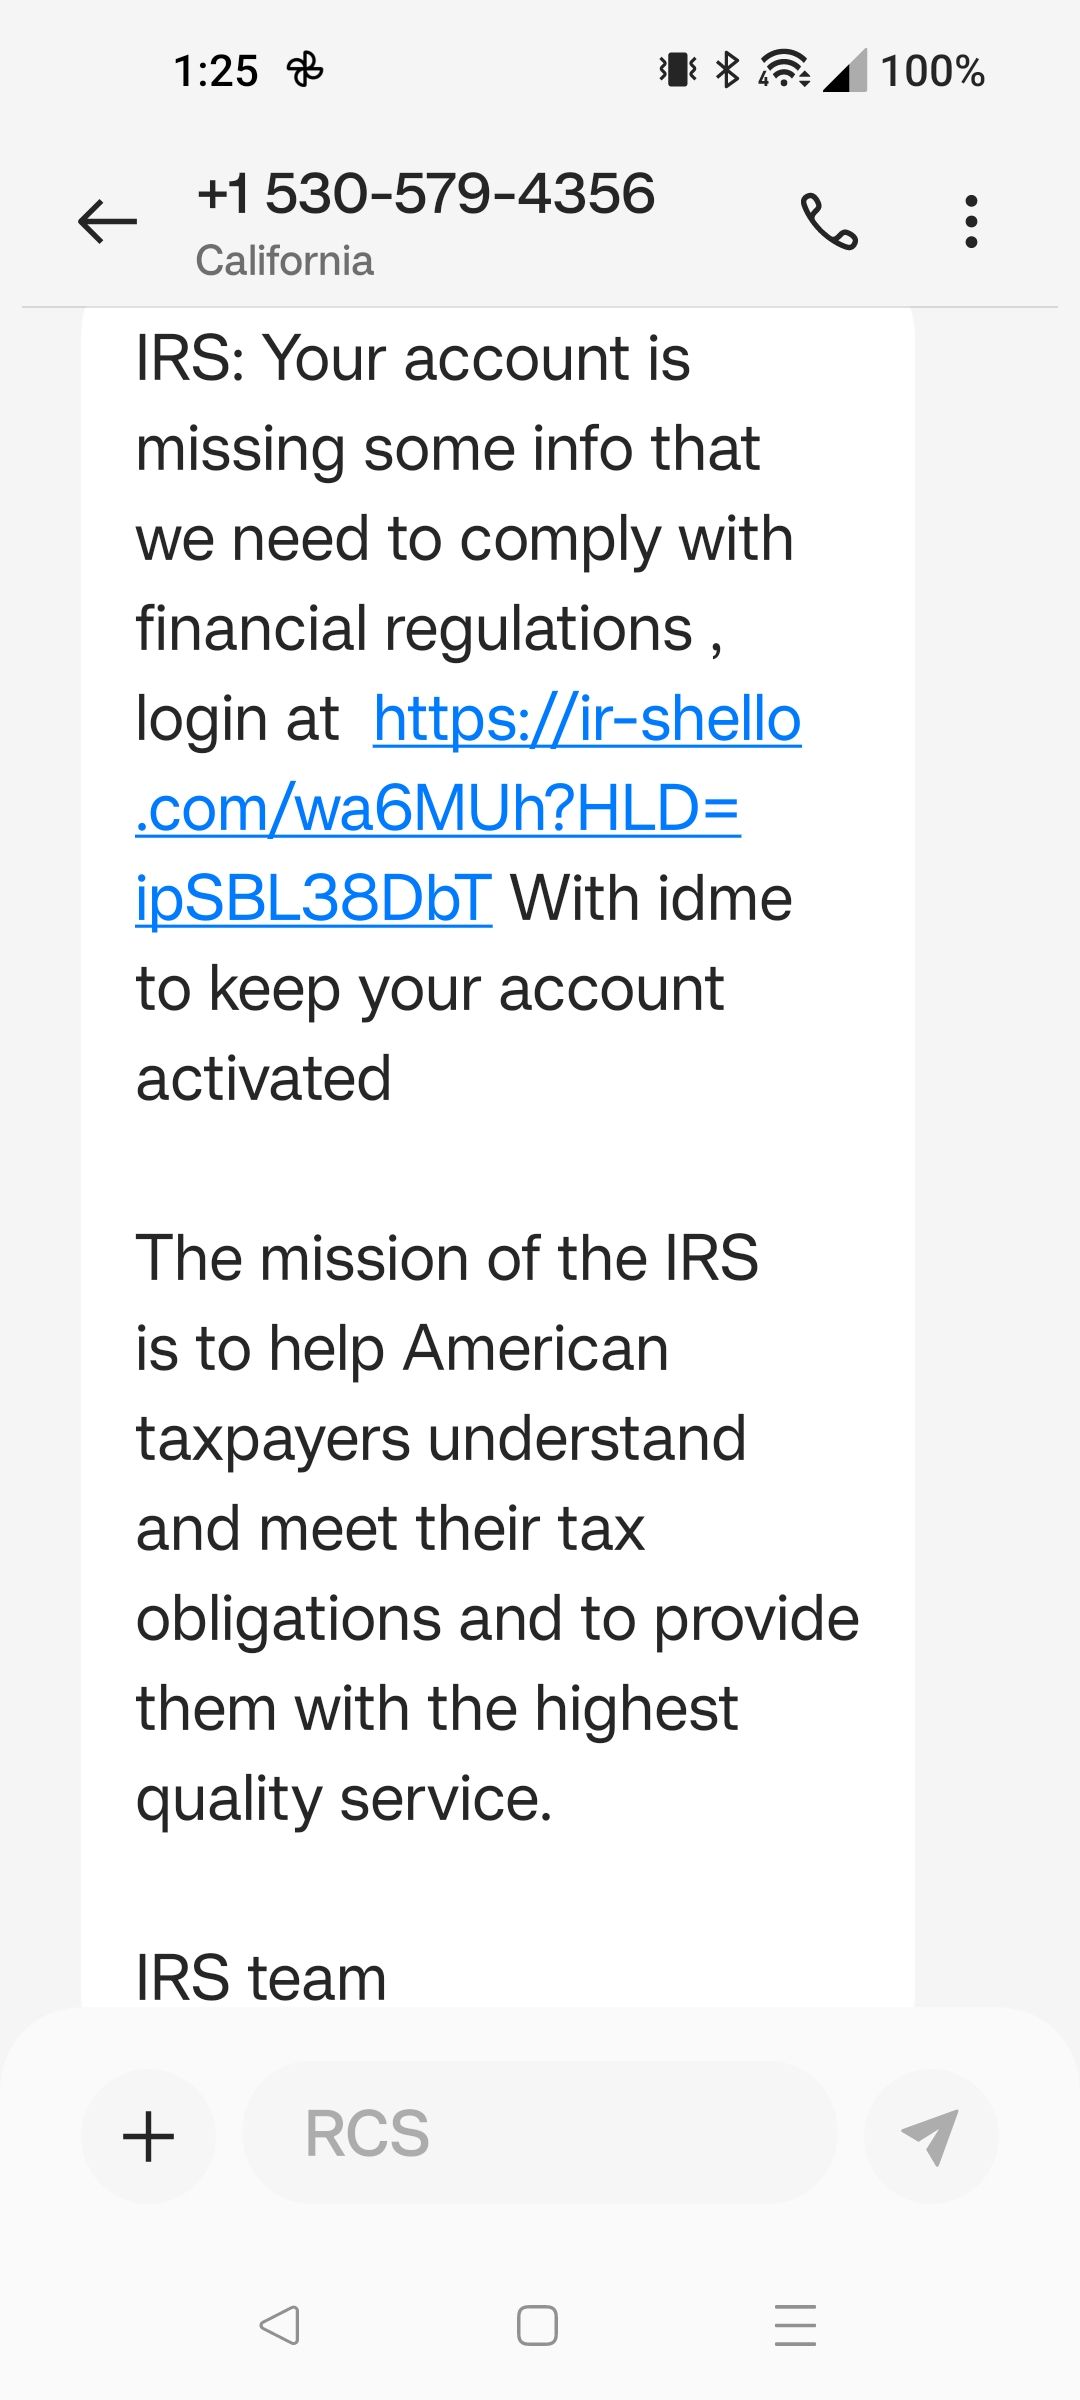 1:25 100%
+1 530-579-4356
California
IRS: Your account is
missing some info that
we need to comply with
financial regulations ,
login at  https://ir-shello
.com/wa6MUh?HLD=
ipSBL38DbT With idme
to keep your account
activated
The mission of the IRS
is to help American
taxpayers understand
and meet their tax
obligations and to provide
them with the highest
quality service.
IRS team
RCS